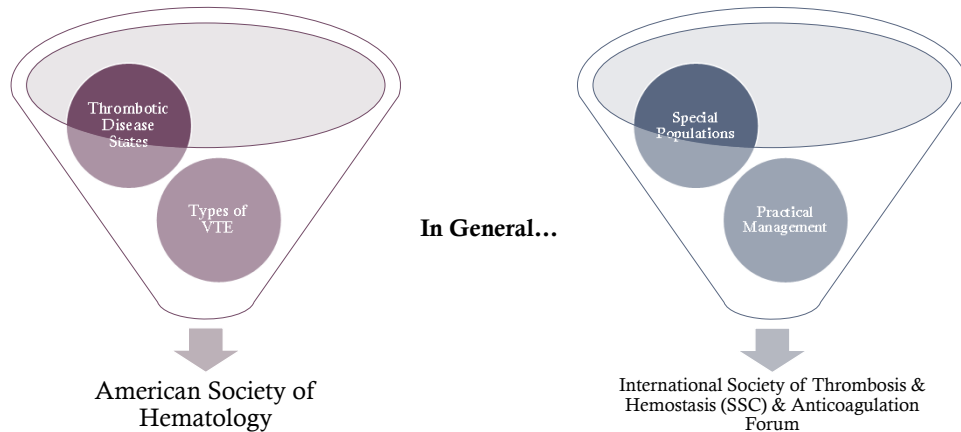 Thrombotic
Disease
States
Types of
VTE
American Society of
Hematology
In General...
Special
Populations
Practical
Management
International Society of Thrombosis &
Hemostasis (SSC) & Anticoagulation
Forum